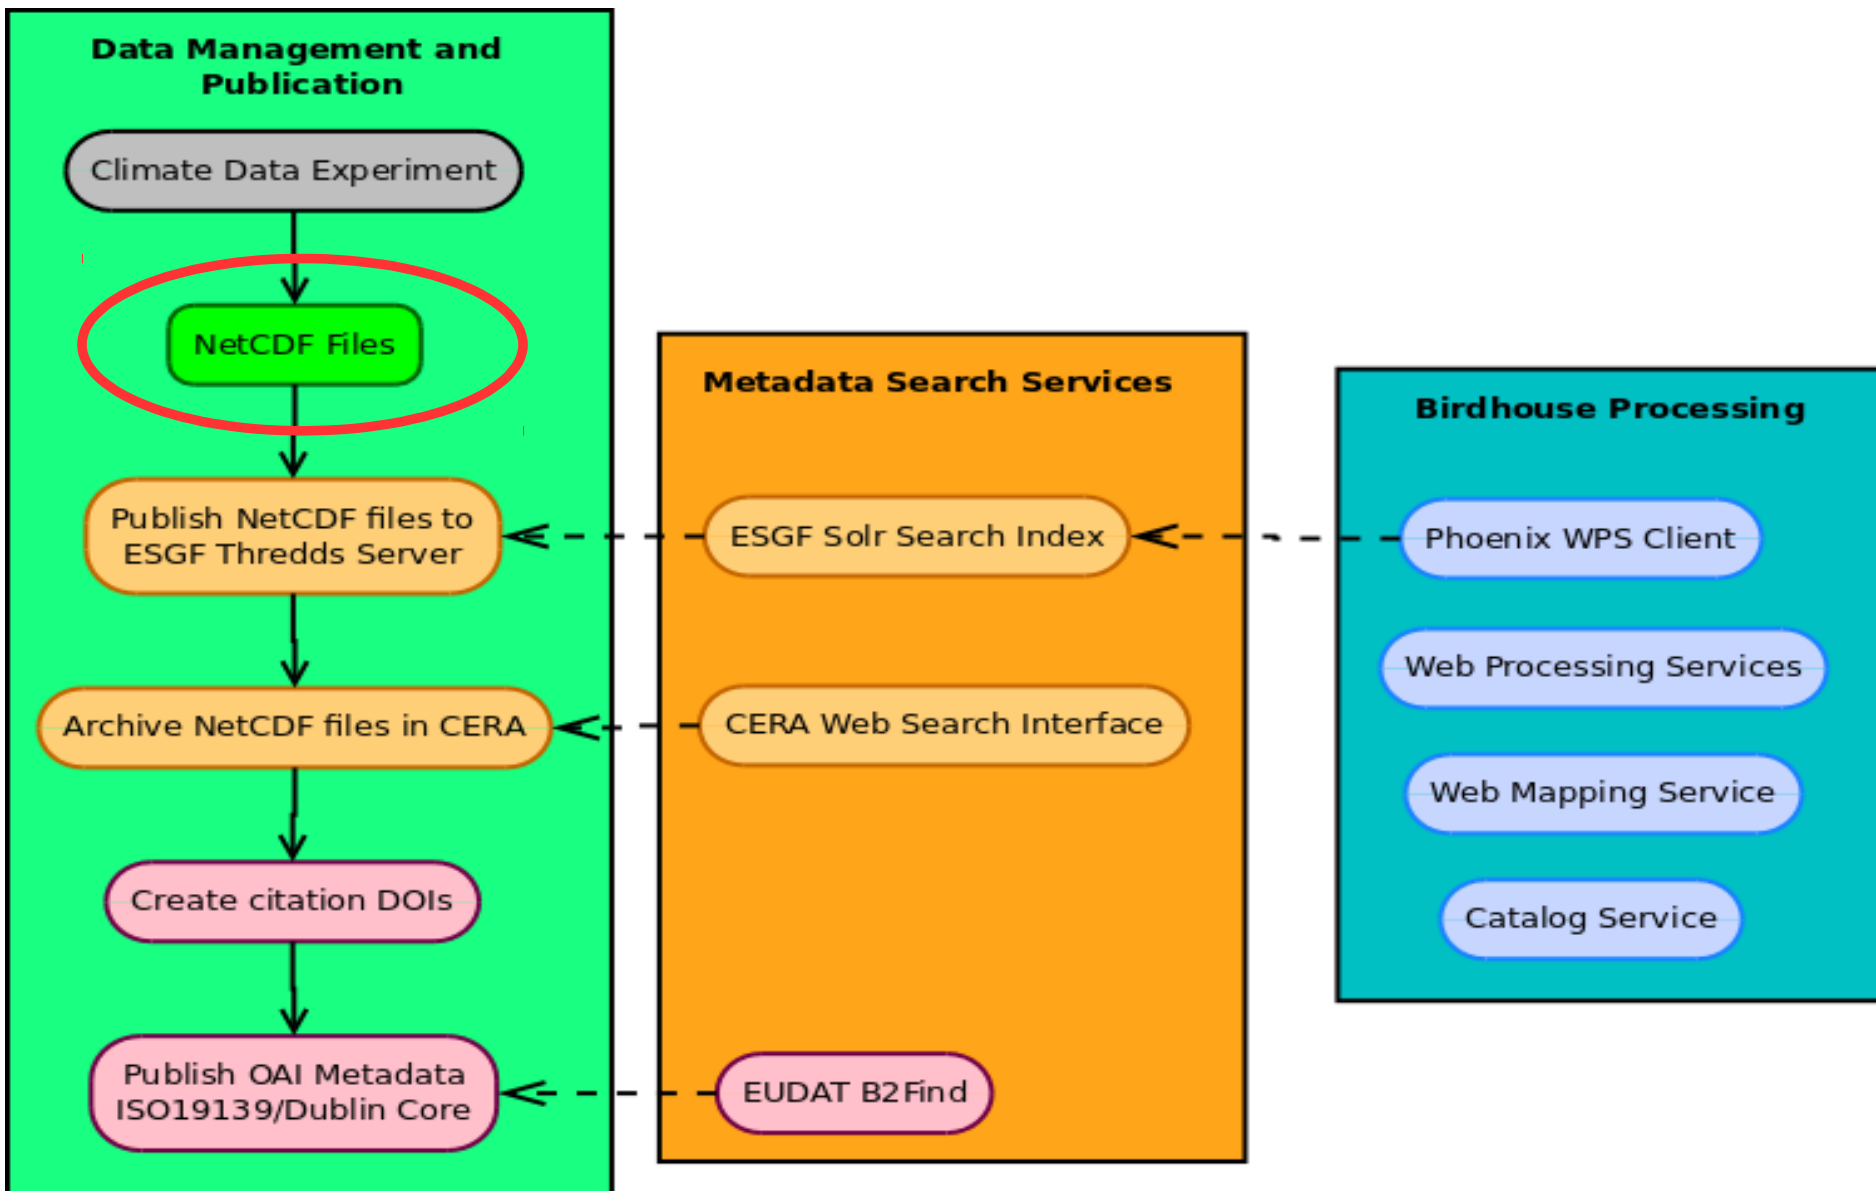 Data Management and
Publication
Climate Data Experiment
NetCDF Files
Publish NetCDF files to
ESGF Thredds Server
Archive NetCDF files in CERA
Create citation DOIs
Publish OAI Metadata
ISO19139/Dublin Core
Metadata Search Services
ESGF Solr Search Index
CERA Web Search Interface
EUDAT B2Find
Birdhouse Processing
Phoenix WPS Client
Web Processing Services
Web Mapping Service
Catalog Service